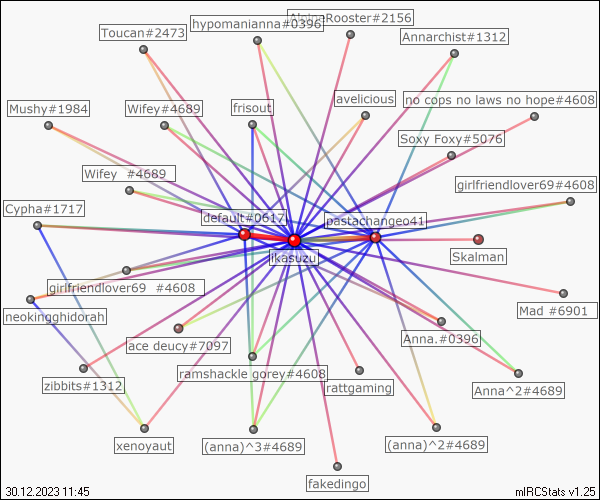 AlpineRooster#2156
hypomanianna#0396
Toucan#2473
Annarchist#1312
avelicious
no cops no laws no hope#4608
Mushy#1984
Wifey#4689
frisout
Soxy Foxy#5076
Wifey #4689
girlfriendlover69#4608
Cypha#1717
default#0617
pastachangeo41
ikasuzu
Skalman
girlfriendlover69 #4608
neokingghidorah
Mad #6901
ace deucy#7097
Anna.#0396
zibbits#1312
ramshackle gorey#4608
rattgaming
Anna^2#4689
xenoyaut
(anna)^3#4689
(anna)^2#4689
fakedingo
30.12.2023 11:45
mIRCStats v1.25